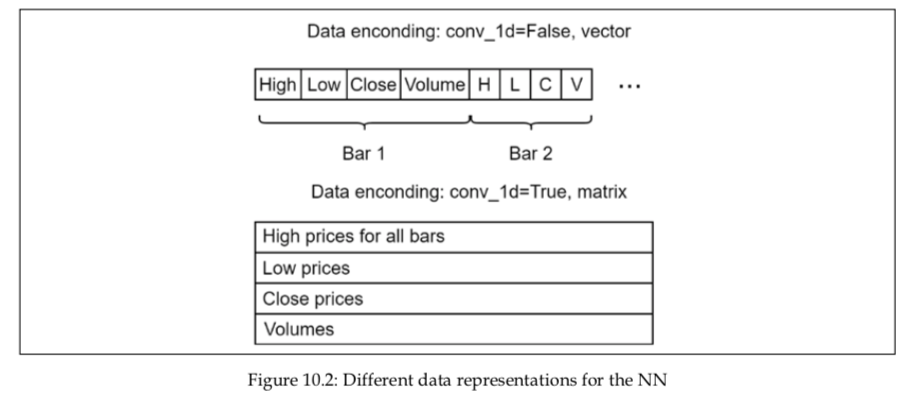 Data enconding: conv_1d=False, vector
High Low Close Volume H L C V ...
Bar 1 Bar 2
Data enconding: conv_1d=True, matrix
High prices for all bars
Low prices
Close prices
Volumes
Figure 10.2: Different data representations for the NN